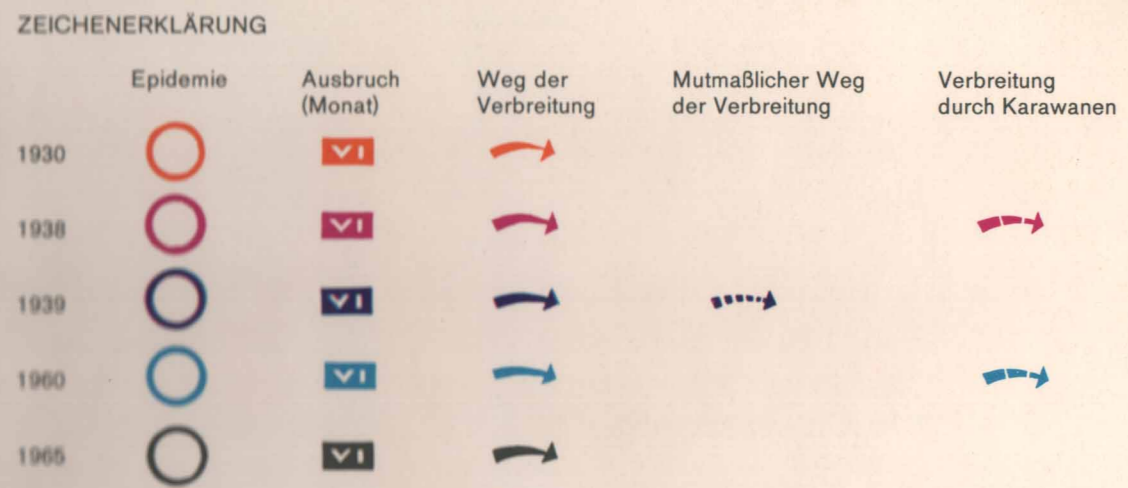 ZEICHENERKLÄRUNG
Epidemie Ausbruch (Monat) Weg der Verbreitung Mutmaßlicher Weg der Verbreitung Verbreitung durch Karawanen
1930 VI
1938 VI
1939 VI
1960 VI
1965 VI